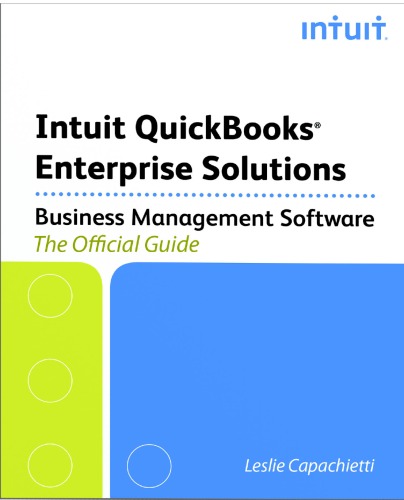 intuit.
Intuit QuickBooks®
Enterprise Solutions
Business Management Software
The Official Guide
Leslie Capachietti